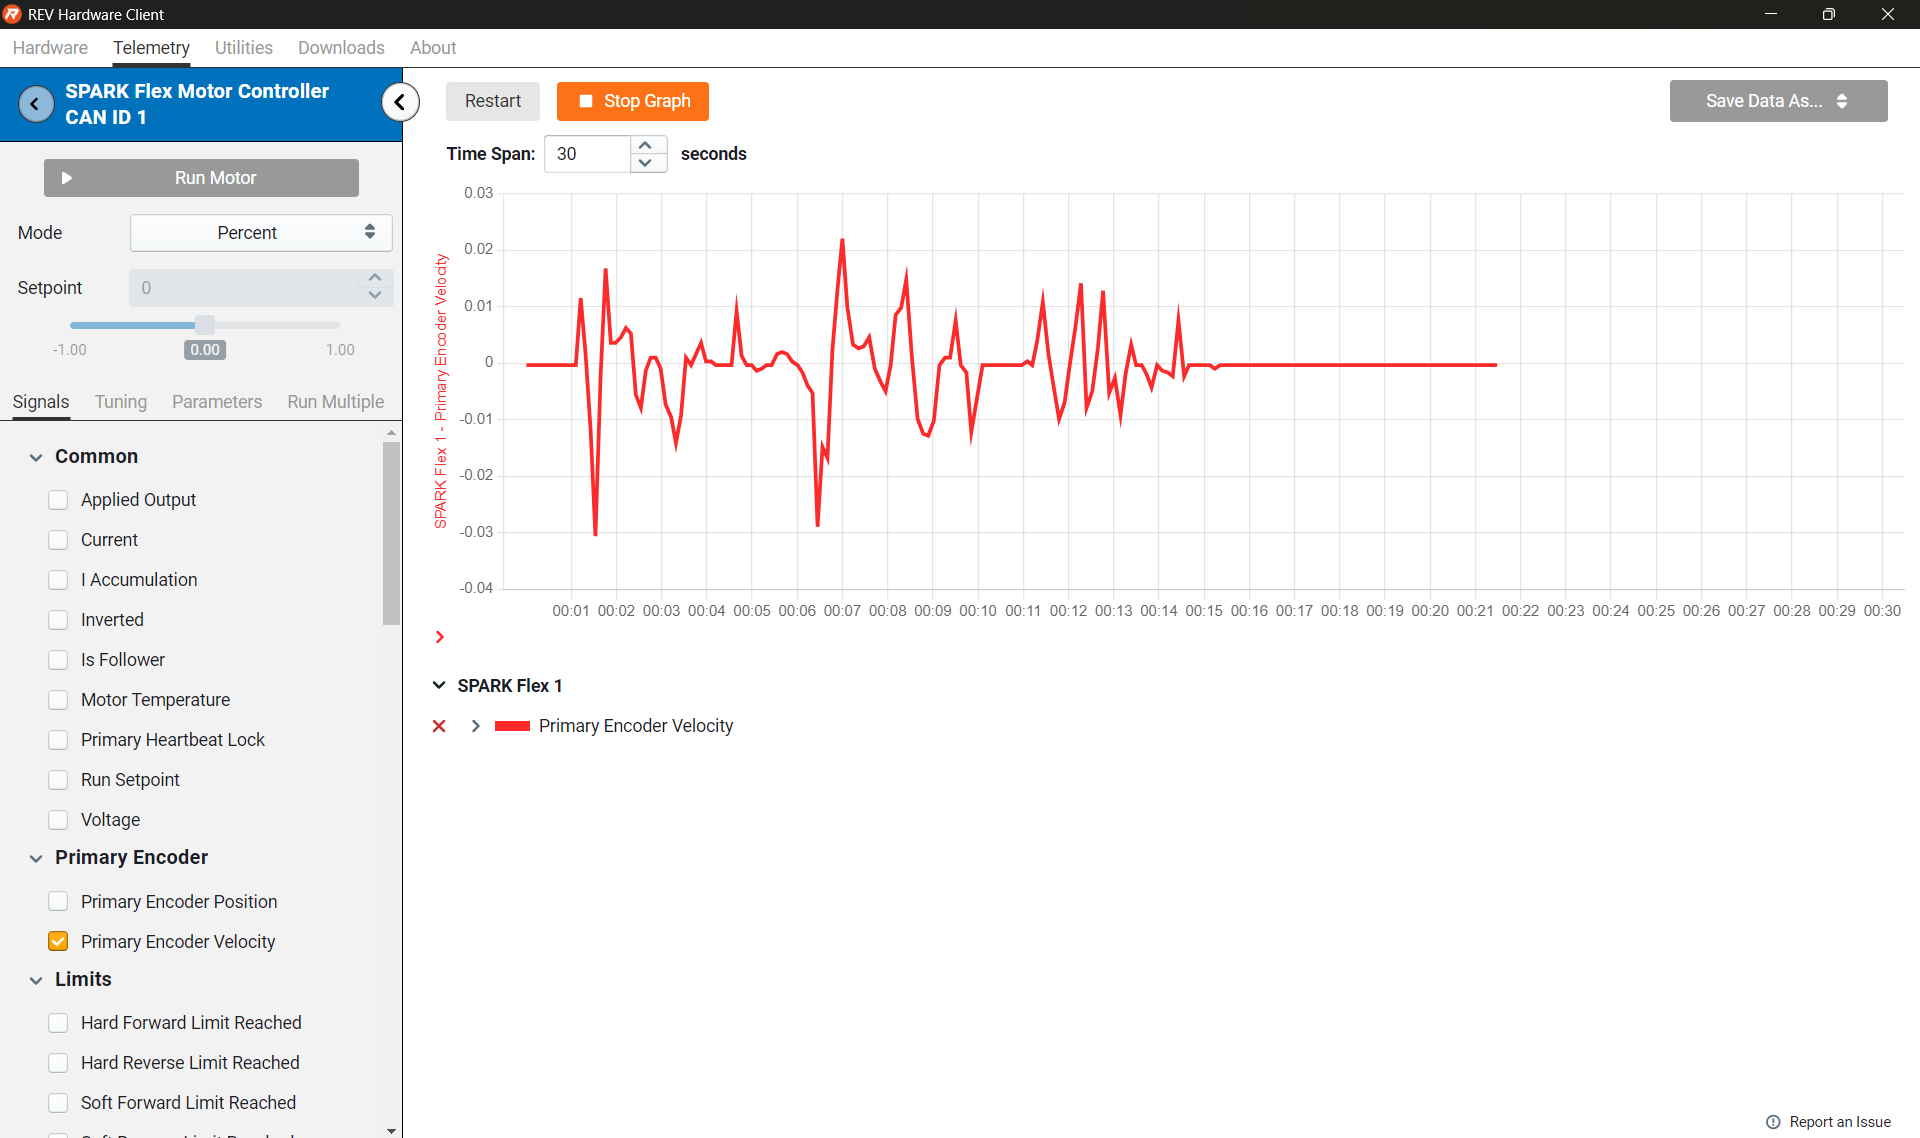 REV Hardware Client
Hardware Telemetry Utilities Downloads About
SPARK Flex Motor Controller
CAN ID 1
Run Motor
Mode Percent
Setpoint 0
-1.00 0.00 1.00
Signals Tuning Parameters Run Multiple
Common
Applied Output
Current
I Accumulation
Inverted
Is Follower
Motor Temperature
Primary Heartbeat Lock
Run Setpoint
Voltage
Primary Encoder
Primary Encoder Position
Primary Encoder Velocity
Limits
Hard Forward Limit Reached
Hard Reverse Limit Reached
Soft Forward Limit Reached
Restart Stop Graph Save Data As...
Time Span: 30 seconds
SPARK Flex 1 - Primary Encoder Velocity
0.03
0.02
0.01
0
-0.01
-0.02
-0.03
-0.04
00:01 00:02 00:03 00:04 00:05 00:06 00:07 00:08 00:09 00:10 00:11 00:12 00:13 00:14 00:15 00:16 00:17 00:18 00:19 00:20 00:21 00:22 00:23 00:24 00:25 00:26 00:27 00:28 00:29 00:30
SPARK Flex 1
Primary Encoder Velocity
Report an Issue